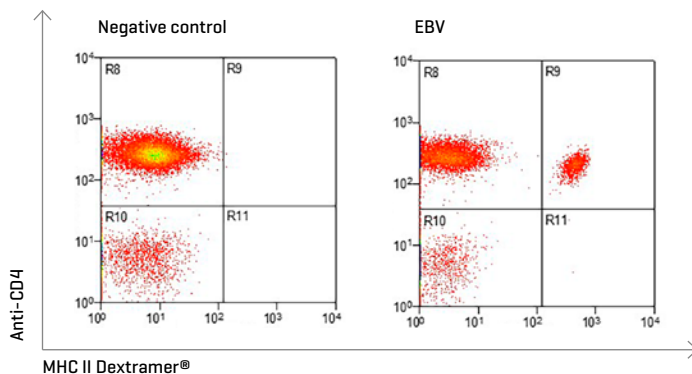 Negative control
EBV
10⁴
R8
R9
10³
10²
R10
R11
10¹
10⁰
10⁰ 10¹ 10² 10³ 10⁴
10⁴
R8
R9
10³
10²
R10
R11
10¹
10⁰
10⁰ 10¹ 10² 10³ 10⁴
Anti-CD4
MHC II Dextramer®